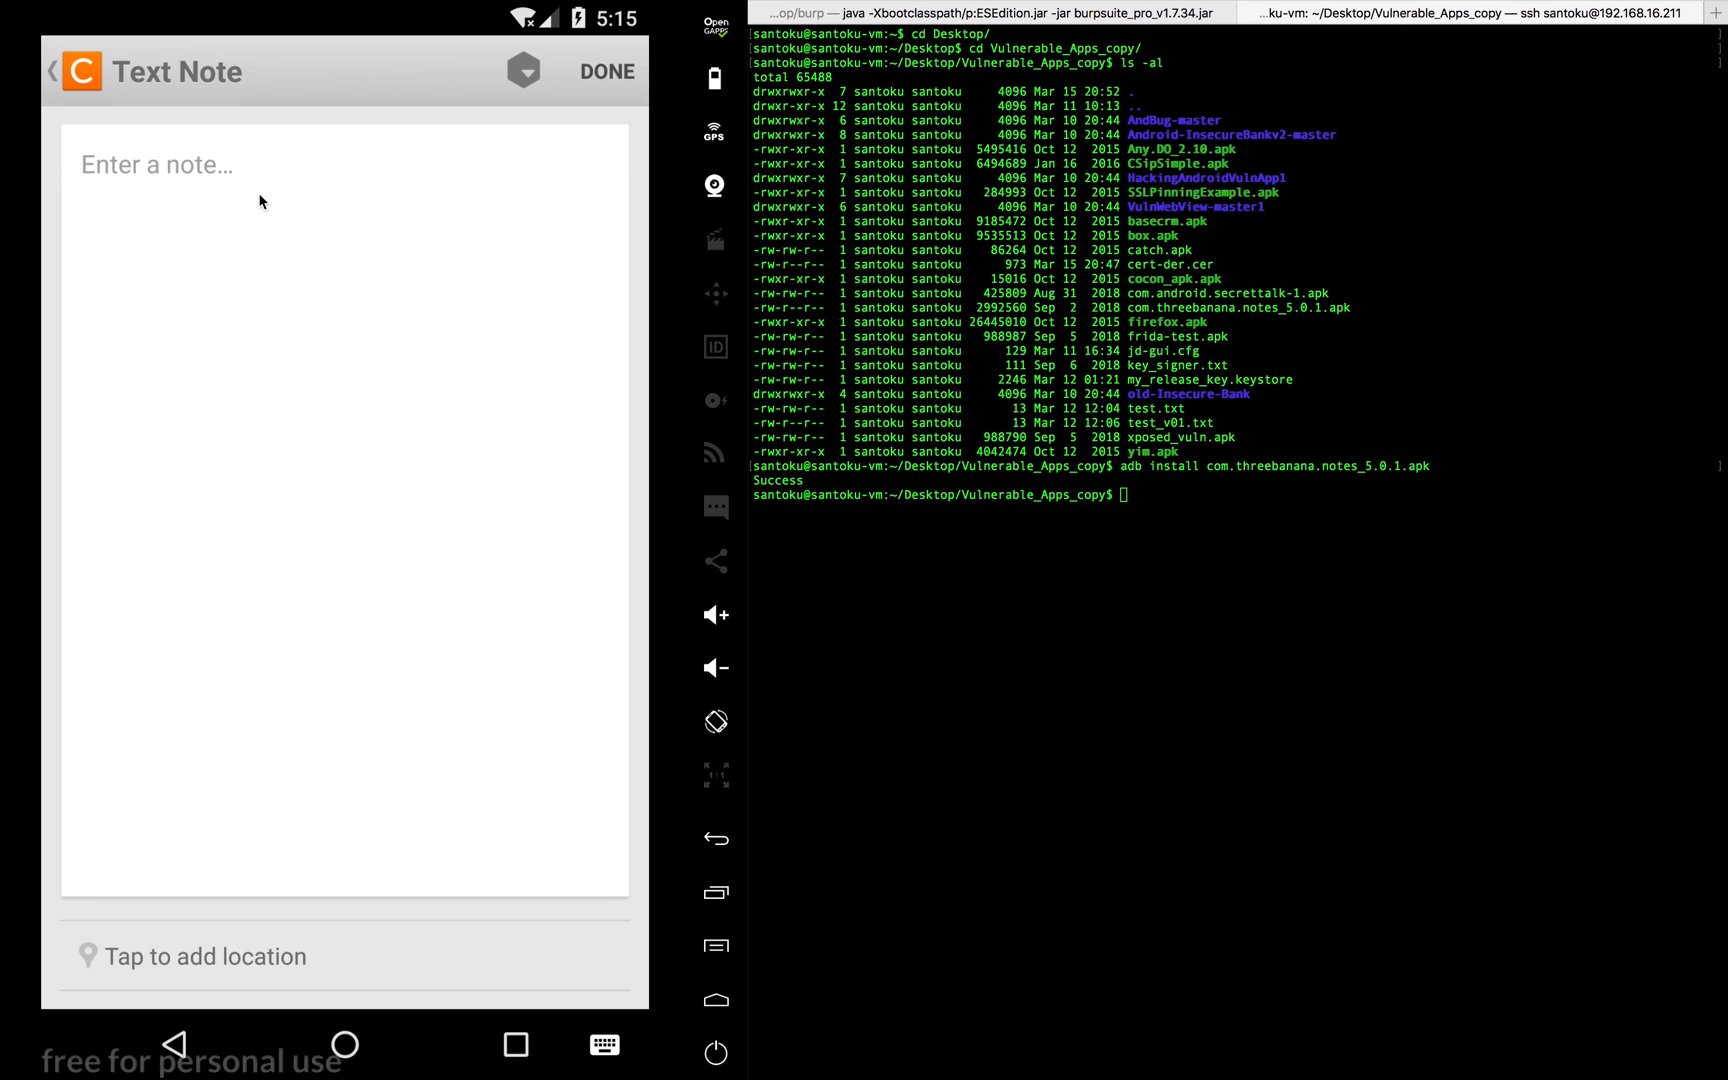 5:15
C Text Note
DONE
Enter a note...
Tap to add location
free for personal use
Open
GAPPS
GPS
ID
1:1
...op/burp — java -Xbootclasspath/p:ESEdition.jar -jar burpsuite_pro_v1.7.34.jar
...ku-vm: ~/Desktop/Vulnerable_Apps_copy — ssh santoku@192.168.16.211
[santoku@santoku-vm:~$ cd Desktop/
[santoku@santoku-vm:~/Desktop$ cd Vulnerable_Apps_copy/
[santoku@santoku-vm:~/Desktop/Vulnerable_Apps_copy$ ls -al
total 65488
drwxrwxr-x 7 santoku santoku 4096 Mar 15 20:52 .
drwxr-xr-x 12 santoku santoku 4096 Mar 11 10:13 ..
drwxrwxr-x 6 santoku santoku 4096 Mar 10 20:44 AndBug-master
drwxrwxr-x 8 santoku santoku 4096 Mar 10 20:44 Android-InsecureBankv2-master
-rwxr-xr-x 1 santoku santoku 5495416 Oct 12 2015 Any.DO_2.10.apk
-rwxr-xr-x 1 santoku santoku 6494689 Jan 16 2016 CSipSimple.apk
drwxrwxr-x 7 santoku santoku 4096 Mar 10 20:44 HackingAndroidVulnApp1
-rwxr-xr-x 1 santoku santoku 284993 Oct 12 2015 SSLPinningExample.apk
drwxrwxr-x 6 santoku santoku 4096 Mar 10 20:44 VulnWebView-master1
-rwxr-xr-x 1 santoku santoku 9185472 Oct 12 2015 basecrm.apk
-rwxr-xr-x 1 santoku santoku 9535513 Oct 12 2015 box.apk
-rw-rw-r-- 1 santoku santoku 86264 Oct 12 2015 catch.apk
-rw-r--r-- 1 santoku santoku 973 Mar 15 20:47 cert-der.cer
-rwxr-xr-x 1 santoku santoku 15016 Oct 12 2015 cocon_apk.apk
-rw-rw-r-- 1 santoku santoku 425809 Aug 31 2018 com.android.secrettalk-1.apk
-rw-rw-r-- 1 santoku santoku 2992560 Sep 2 2018 com.threebanana.notes_5.0.1.apk
-rwxr-xr-x 1 santoku santoku 26445010 Oct 12 2015 firefox.apk
-rw-rw-r-- 1 santoku santoku 988987 Sep 5 2018 frida-test.apk
-rw-rw-r-- 1 santoku santoku 129 Mar 11 16:34 jd-gui.cfg
-rw-rw-r-- 1 santoku santoku 111 Sep 6 2018 key_signer.txt
-rw-rw-r-- 1 santoku santoku 2246 Mar 12 01:21 my_release_key.keystore
drwxrwxr-x 4 santoku santoku 4096 Mar 10 20:44 old-Insecure-Bank
-rw-rw-r-- 1 santoku santoku 13 Mar 12 12:04 test.txt
-rw-r--r-- 1 santoku santoku 13 Mar 12 12:06 test_v01.txt
-rw-rw-r-- 1 santoku santoku 988790 Sep 5 2018 xposed_vuln.apk
-rwxr-xr-x 1 santoku santoku 4042474 Oct 12 2015 yim.apk
[santoku@santoku-vm:~/Desktop/Vulnerable_Apps_copy$ adb install com.threebanana.notes_5.0.1.apk
Success
santoku@santoku-vm:~/Desktop/Vulnerable_Apps_copy$